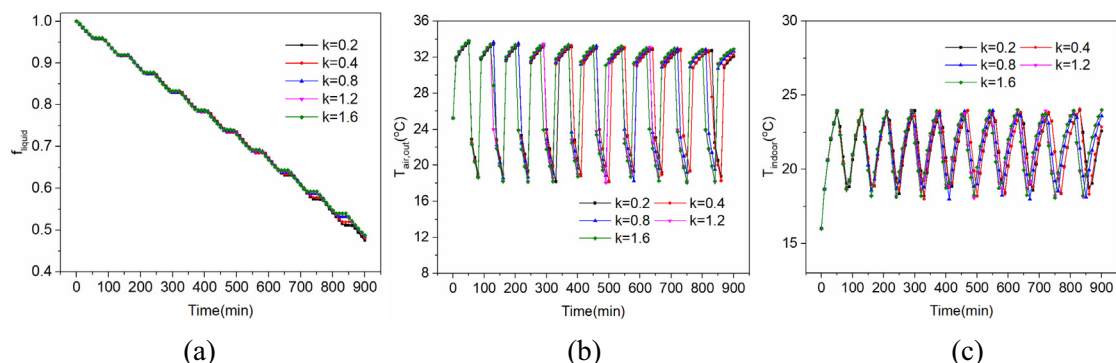 1.0
0.9
0.8
0.7
0.6
0.5
0.4
f liquid
0 100 200 300 400 500 600 700 800 900
Time(min)
k=0.2
k=0.4
k=0.8
k=1.2
k=1.6
(a)
36
32
28
24
20
16
12
8
T air,out (°C)
0 100 200 300 400 500 600 700 800 900
Time(min)
k=0.2 k=0.4
k=0.8 k=1.2
k=1.6
(b)
30
25
20
15
T indoor (°C)
0 100 200 300 400 500 600 700 800 900
Time(min)
k=0.2 k=0.4
k=0.8 k=1.2
k=1.6
(c)